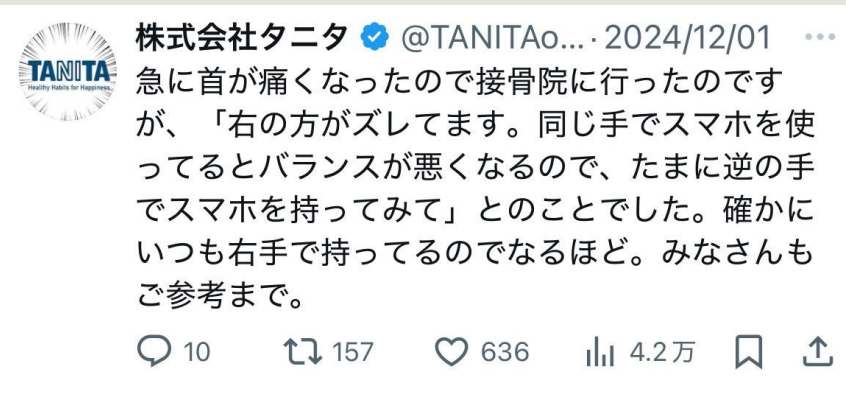 株式会社タニタ @TANITAo... · 2024/12/01
TANITA
Healthy Habits for Happiness
急に首が痛くなったので接骨院に行ったのです
が、「右の方がズレてます。同じ手でスマホを使
ってるとバランスが悪くなるので、たまに逆の手
でスマホを持ってみて」とのことでした。確かに
いつも右手で持ってるのでなるほど。みなさんも
ご参考まで。
10 157 636 4.2万